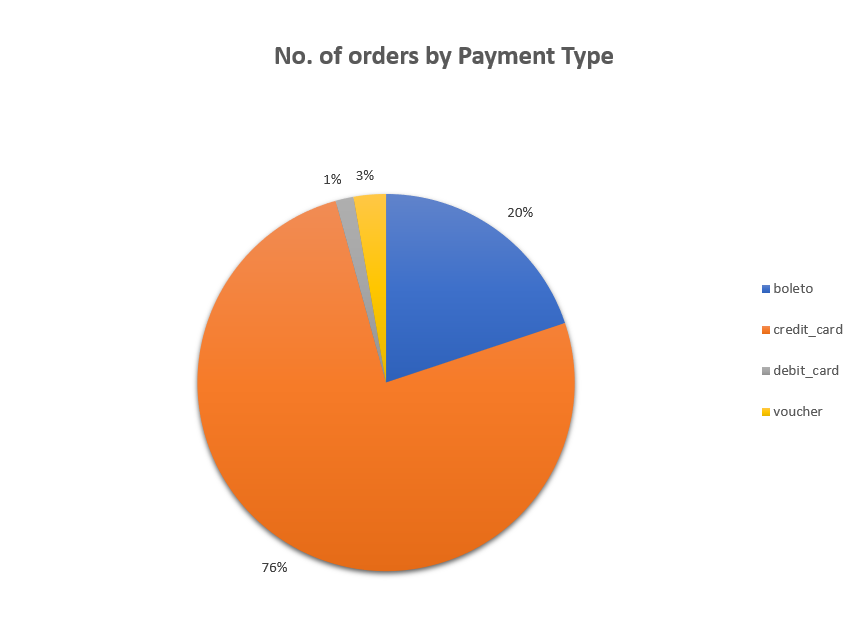 No. of orders by Payment Type
1%
3%
20%
76%
boleto
credit_card
debit_card
voucher